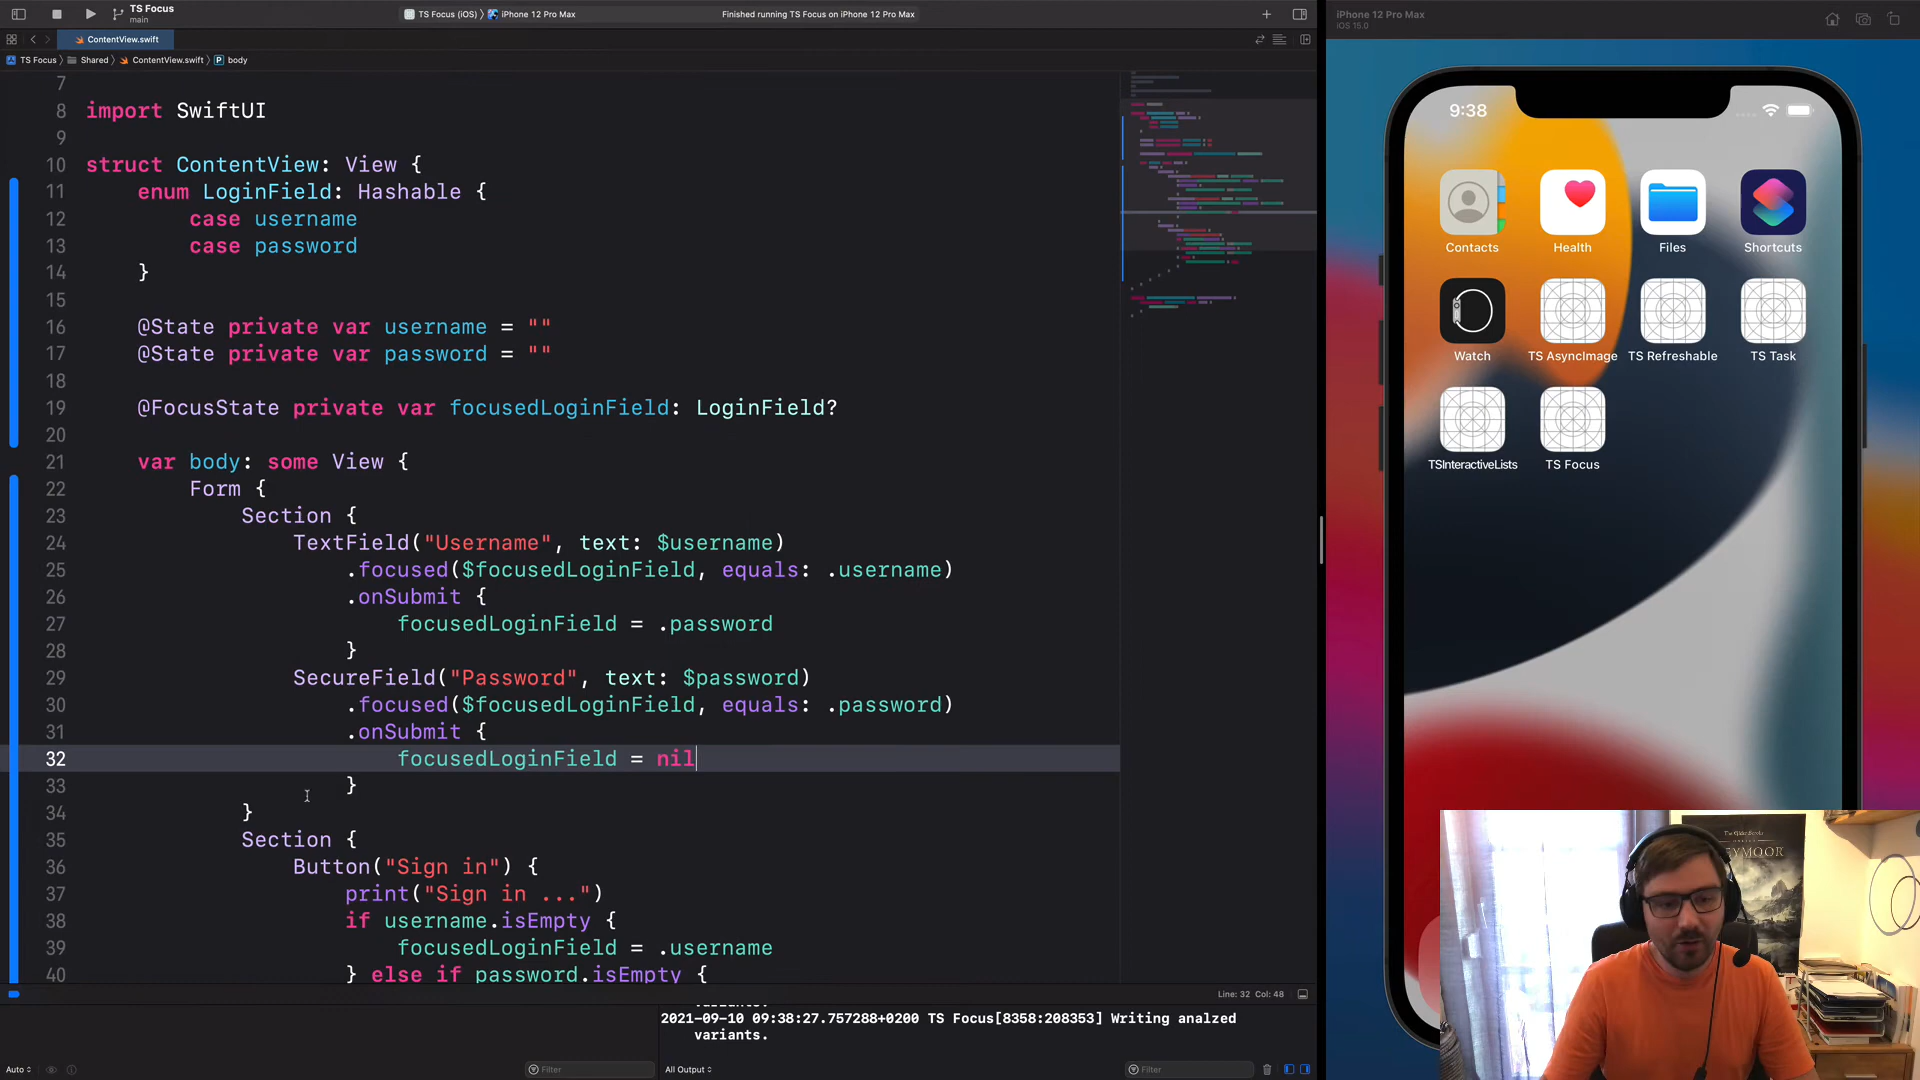 TS Focus
main
TS Focus (iOS) 〉 iPhone 12 Pro Max
Finished running TS Focus on iPhone 12 Pro Max
ContentView.swift
TS Focus 〉 Shared 〉 ContentView.swift 〉 P body
7
8 import SwiftUI
9
10 struct ContentView: View {
11 enum LoginField: Hashable {
12 case username
13 case password
14 }
15
16 @State private var username = ""
17 @State private var password = ""
18
19 @FocusState private var focusedLoginField: LoginField?
20
21 var body: some View {
22 Form {
23 Section {
24 TextField("Username", text: $username)
25 .focused($focusedLoginField, equals: .username)
26 .onSubmit {
27 focusedLoginField = .password
28 }
29 SecureField("Password", text: $password)
30 .focused($focusedLoginField, equals: .password)
31 .onSubmit {
32 focusedLoginField = nil
33 }
34 }
35 Section {
36 Button("Sign in") {
37 print("Sign in ...")
38 if username.isEmpty {
39 focusedLoginField = .username
40 } else if password.isEmpty {
Line: 32 Col: 48
variants.
2021-09-10 09:38:27.757288+0200 TS Focus[8358:208353] Writing analzed
variants.
Auto
Filter
All Output
Filter
iPhone 12 Pro Max
iOS 15.0
9:38
Contacts
Health
Files
Shortcuts
Watch
TS AsyncImage
TS Refreshable
TS Task
TSInteractiveLists
TS Focus
The Elder Scrolls